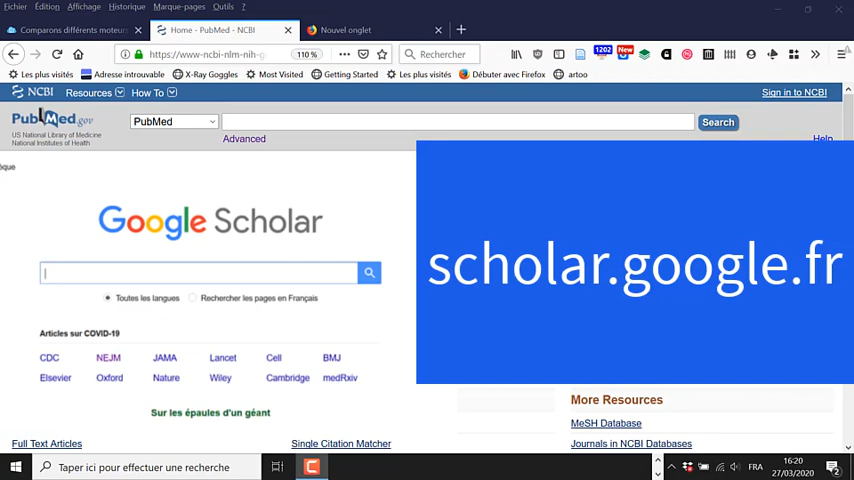 Fichier Édition Affichage Historique Marque-pages Outils ?
Comparons différents moteurs
Home - PubMed - NCBI
Nouvel onglet
https://www-ncbi-nlm-nih-g
110 %
Rechercher
1202
New
Les plus visités
Adresse introuvable
X-Ray Goggles
Most Visited
Getting Started
Les plus visités
Débuter avec Firefox
artoo
NCBI
Resources
How To
Sign in to NCBI
PubMed.gov
US National Library of Medicine
National Institutes of Health
PubMed
Search
Advanced
Help
èque
Google Scholar
Toutes les langues
Rechercher les pages en Français
Articles sur COVID-19
CDC NEJM JAMA Lancet Cell BMJ
Elsevier Oxford Nature Wiley Cambridge medRxiv
Sur les épaules d'un géant
scholar.google.fr
More Resources
MeSH Database
Full Text Articles
Single Citation Matcher
Journals in NCBI Databases
Taper ici pour effectuer une recherche
FRA
16:20
27/03/2020
2